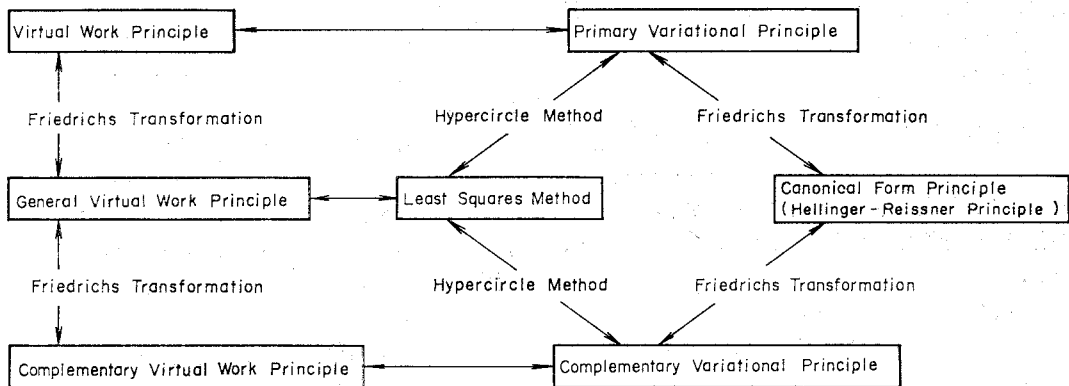 Virtual Work Principle
Primary Variational Principle
Friedrichs Transformation
Hypercircle Method
Friedrichs Transformation
General Virtual Work Principle
Least Squares Method
Canonical Form Principle
(Hellinger-Reissner Principle)
Friedrichs Transformation
Hypercircle Method
Friedrichs Transformation
Complementary Virtual Work Principle
Complementary Variational Principle